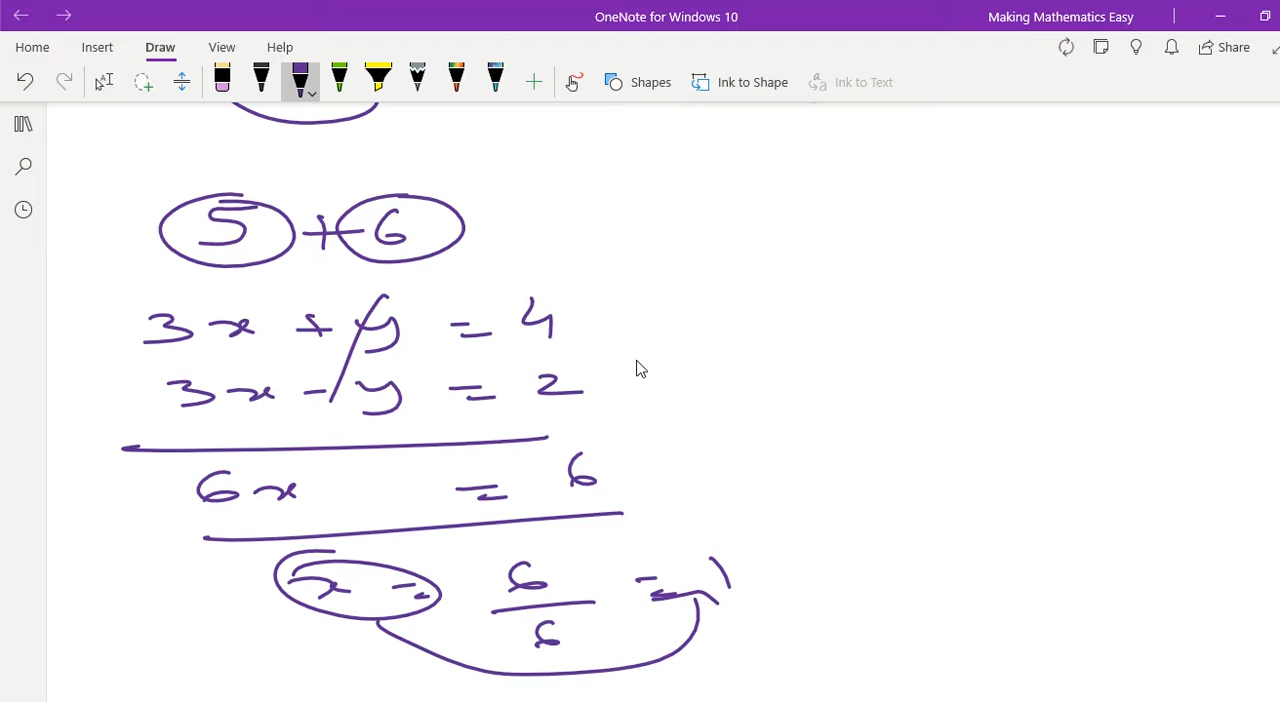 OneNote for Windows 10
Making Mathematics Easy
Home Insert Draw View Help
Share
Shapes Ink to Shape Ink to Text
5 + 6
3x + y = 4
3x - y = 2
6x = 6
x = 6/6 = 1